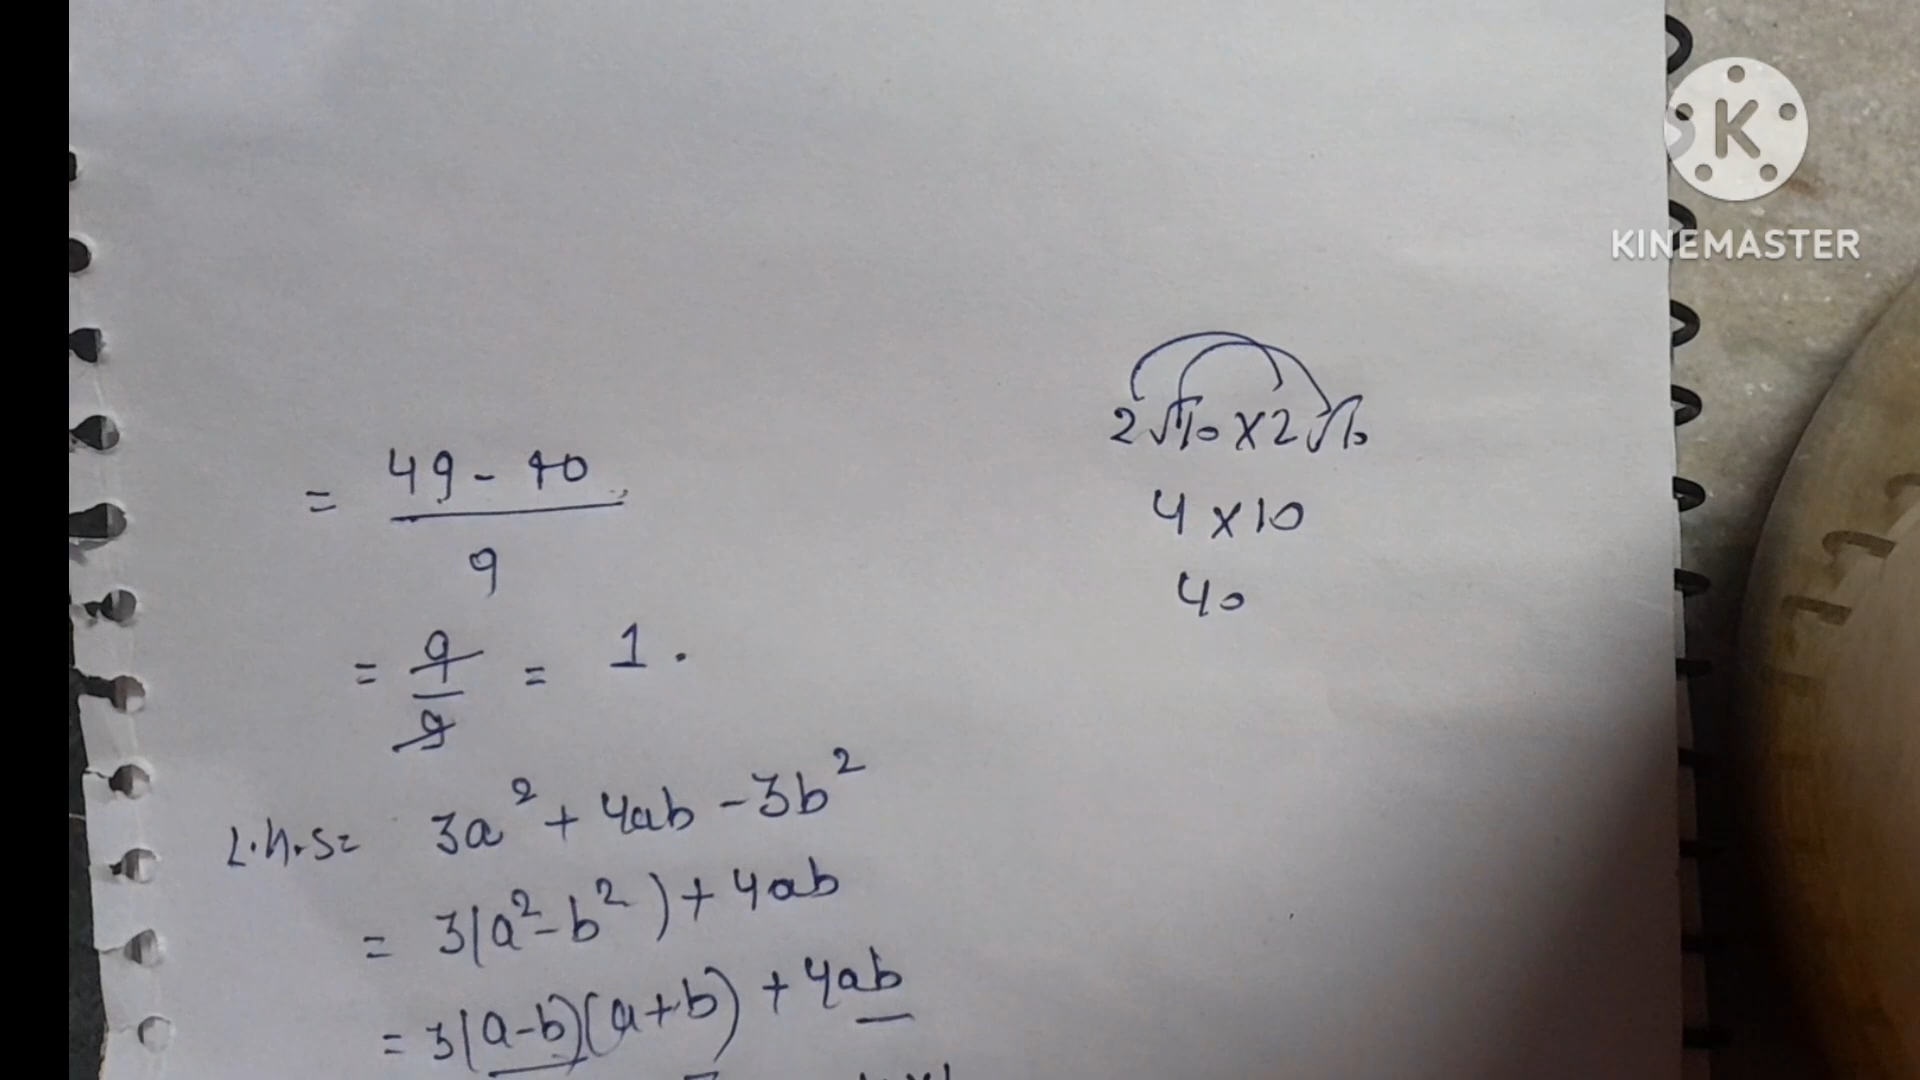 K
KINEMASTER
2√10 × 2√10
4 × 10
40
= 49 - 40
9
= 9/9 = 1.
L.H.S = 3a² + 4ab - 3b²
= 3(a² - b²) + 4ab
= 3(a-b)(a+b) + 4ab